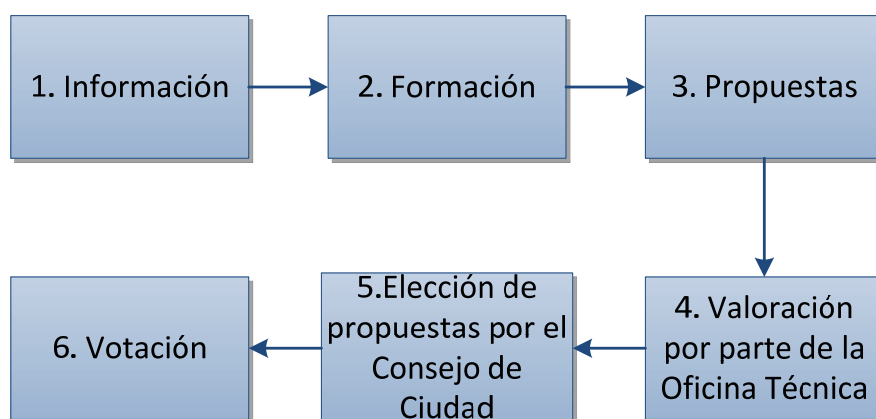 1. Información
2. Formación
3. Propuestas
4. Valoración
por parte de la
Oficina Técnica
5.Elección de
propuestas por el
Consejo de
Ciudad
6. Votación